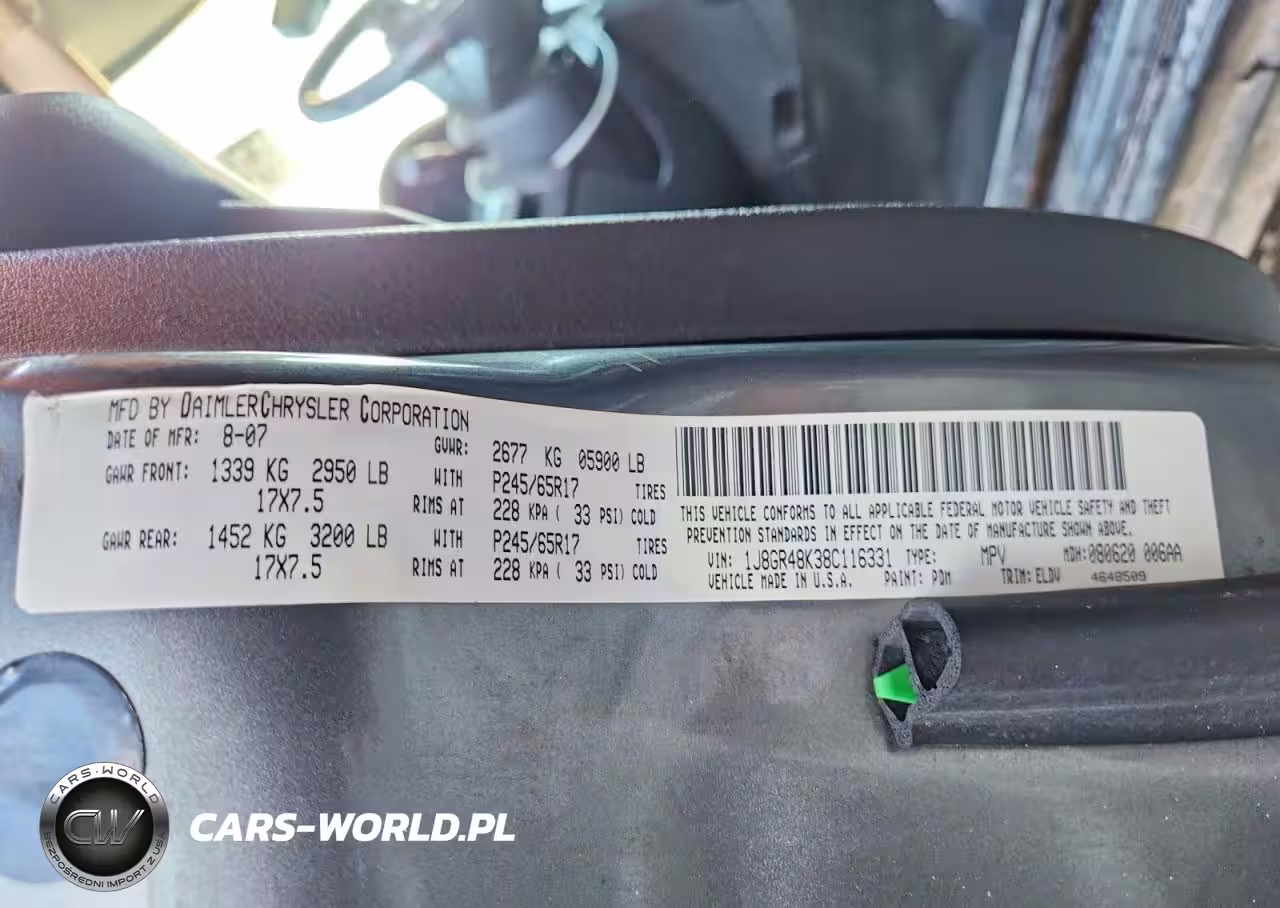 MFD BY DAIMLERCHRYSLER CORPORATION
DATE OF MFR: 8-07 GVWR: 2677 KG 05900 LB
GAWR FRONT: 1339 KG 2950 LB WITH P245/65R17 TIRES
17X7.5 RIMS AT 228 KPA ( 33 PSI) COLD
GAWR REAR: 1452 KG 3200 LB WITH P245/65R17 TIRES
17X7.5 RIMS AT 228 KPA ( 33 PSI) COLD
THIS VEHICLE CONFORMS TO ALL APPLICABLE FEDERAL MOTOR VEHICLE SAFETY AND THEFT
PREVENTION STANDARDS IN EFFECT ON THE DATE OF MANUFACTURE SHOWN ABOVE.
VIN: 1J8GR48K38C116331 TYPE: MPV MDH: 080620 006AA
VEHICLE MADE IN U.S.A. PAINT: PDM TRIM: ELDV 4648509
CARS-WORLD
CW
BEZPOŚREDNI IMPORT Z USA
CARS-WORLD.PL